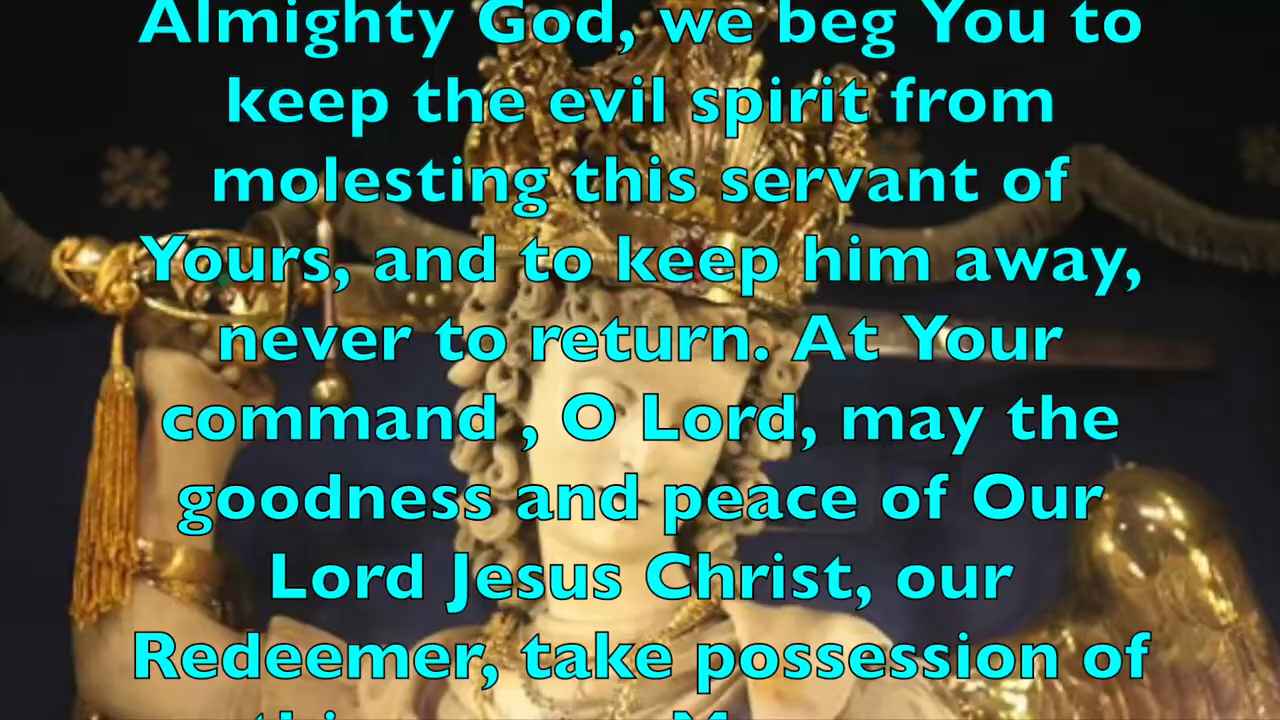 Almighty God, we beg You to
keep the evil spirit from
molesting this servant of
Yours, and to keep him away,
never to return. At Your
command , O Lord, may the
goodness and peace of Our
Lord Jesus Christ, our
Redeemer, take possession of